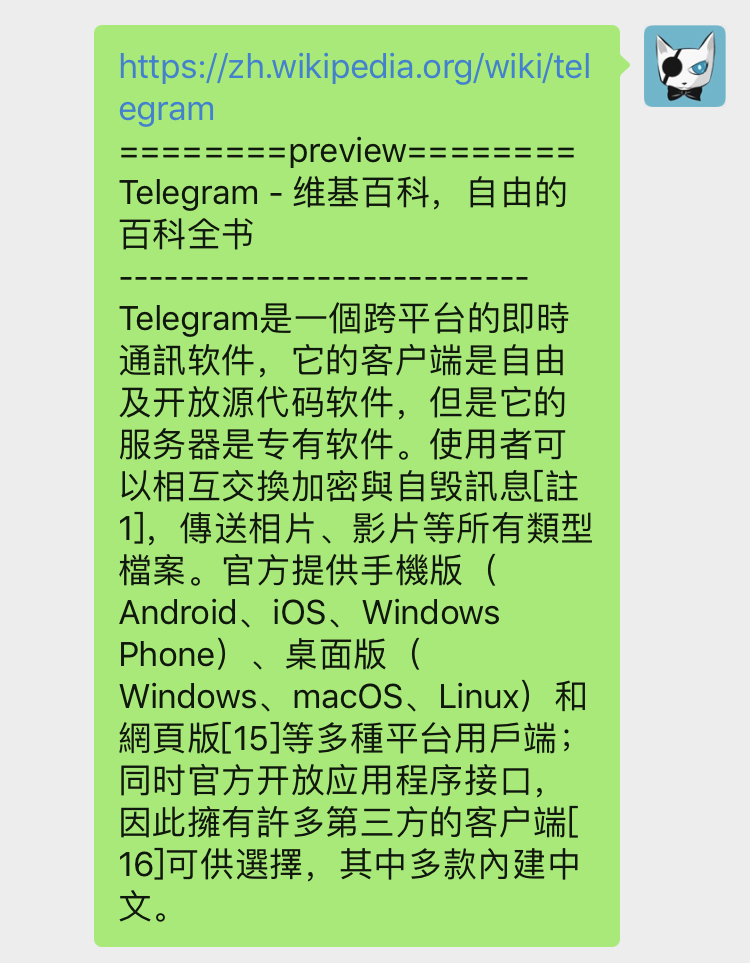 https://zh.wikipedia.org/wiki/tel
egram
========preview========
Telegram - 维基百科，自由的
百科全书
---------------------------
Telegram是一個跨平台的即時
通訊软件，它的客户端是自由
及开放源代码软件，但是它的
服务器是专有软件。使用者可
以相互交換加密與自毁訊息[註
1]，傳送相片、影片等所有類型
檔案。官方提供手機版（
Android、iOS、Windows
Phone）、桌面版（
Windows、macOS、Linux）和
網頁版[15]等多種平台用戶端；
同时官方开放应用程序接口，
因此擁有許多第三方的客户端[
16]可供選擇，其中多款內建中
文。